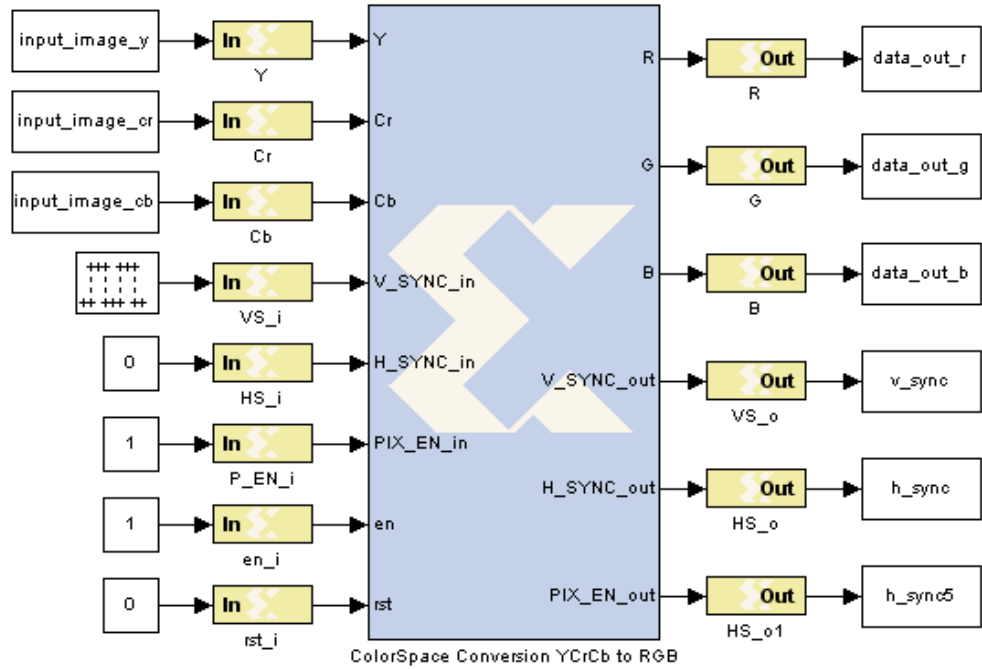 input_image_y
In
Y
Y
R
Out
R
data_out_r
input_image_cr
In
Cr
Cr
G
Out
G
data_out_g
input_image_cb
In
Cb
Cb
B
Out
B
data_out_b
In
VS_i
V_SYNC_in
V_SYNC_out
Out
VS_o
v_sync
0
In
HS_i
H_SYNC_in
H_SYNC_out
Out
HS_o
h_sync
1
In
P_EN_i
PIX_EN_in
PIX_EN_out
Out
HS_o1
h_sync5
1
In
en_i
en
0
In
rst_i
rst
ColorSpace Conversion YCrCb to RGB